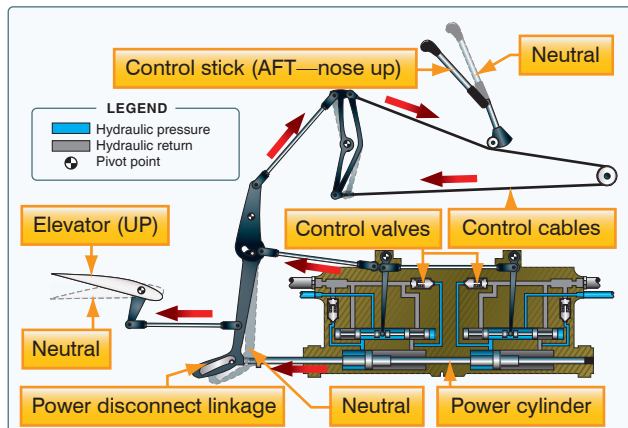 Control stick (AFT—nose up)
Neutral
LEGEND
Hydraulic pressure
Hydraulic return
Pivot point
Elevator (UP)
Control valves
Control cables
Neutral
Power disconnect linkage
Neutral
Power cylinder